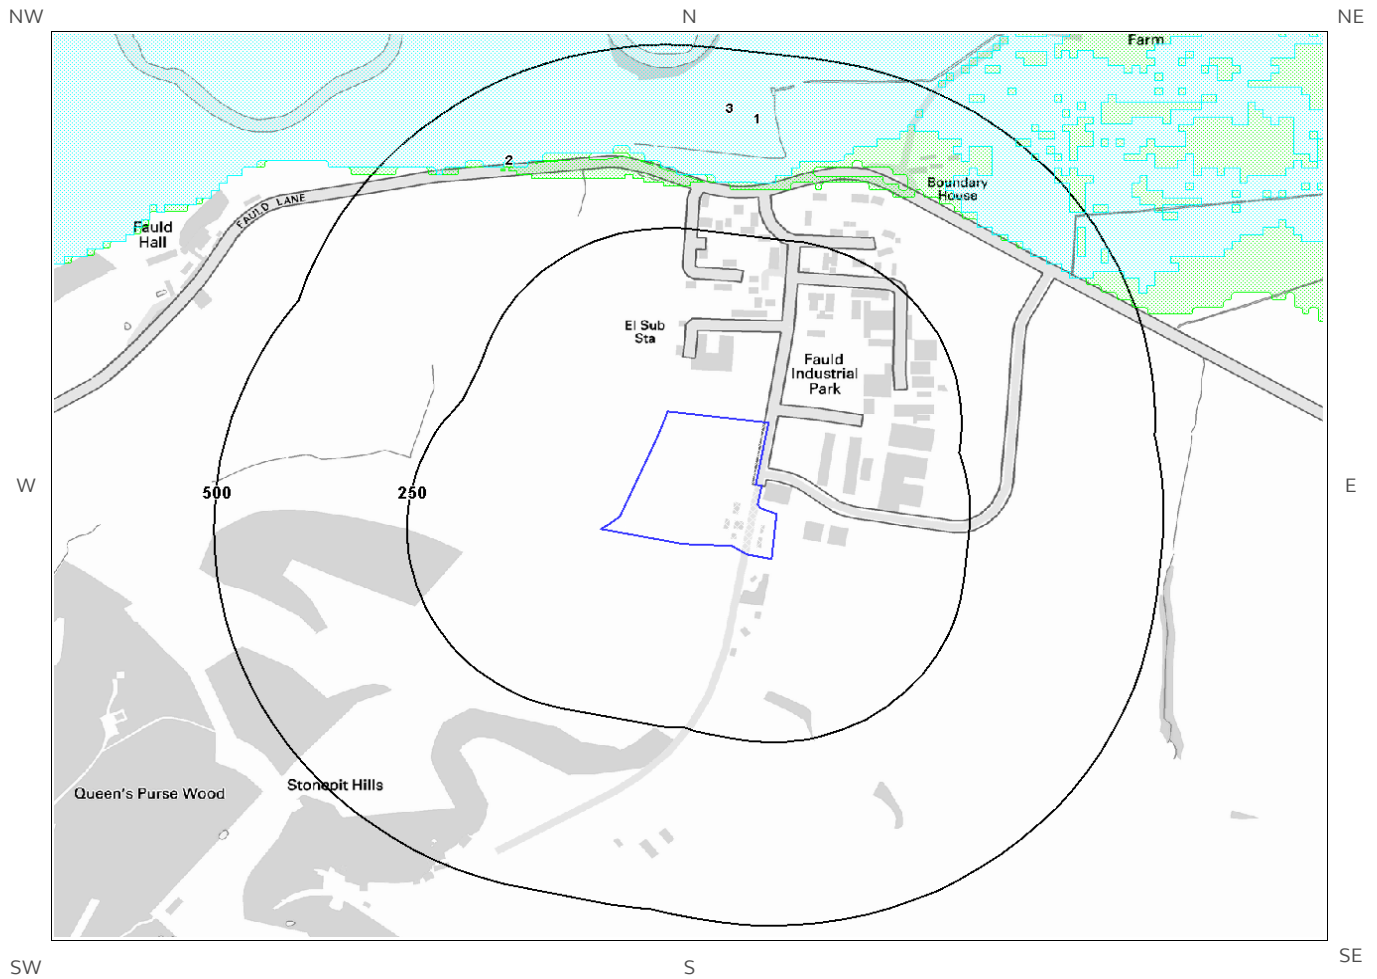 NW
N
NE
Farm
3
1
2
Boundary
House
FAULD LANE
Fauld
Hall
El Sub
Sta
Fauld
Industrial
Park
W
500
250
E
Stonepit Hills
Queen's Purse Wood
SW
S
SE